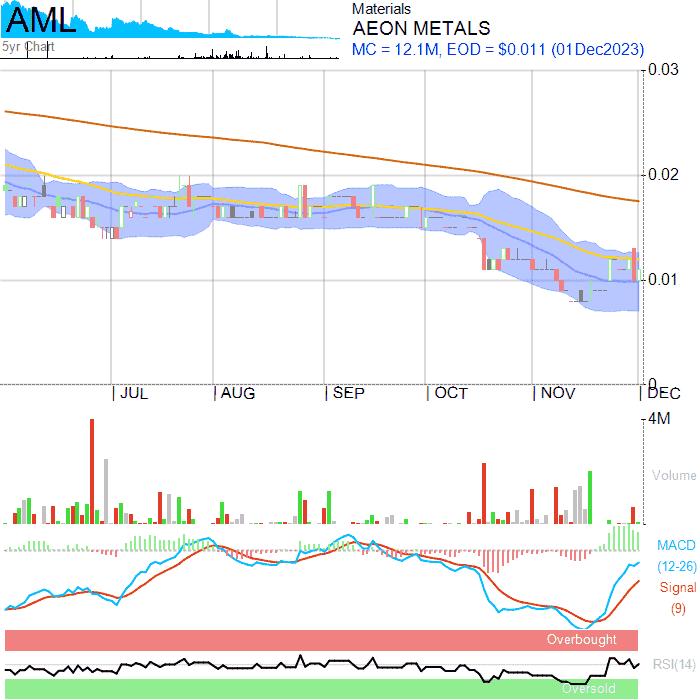 AML
5yr Chart
Materials
AEON METALS
MC = 12.1M, EOD = $0.011 (01Dec2023)
0.03
0.02
0.01
0
| JUL | AUG | SEP | OCT | NOV | DEC
4M
Volume
MACD
(12-26)
Signal
(9)
Overbought
RSI(14)
Oversold